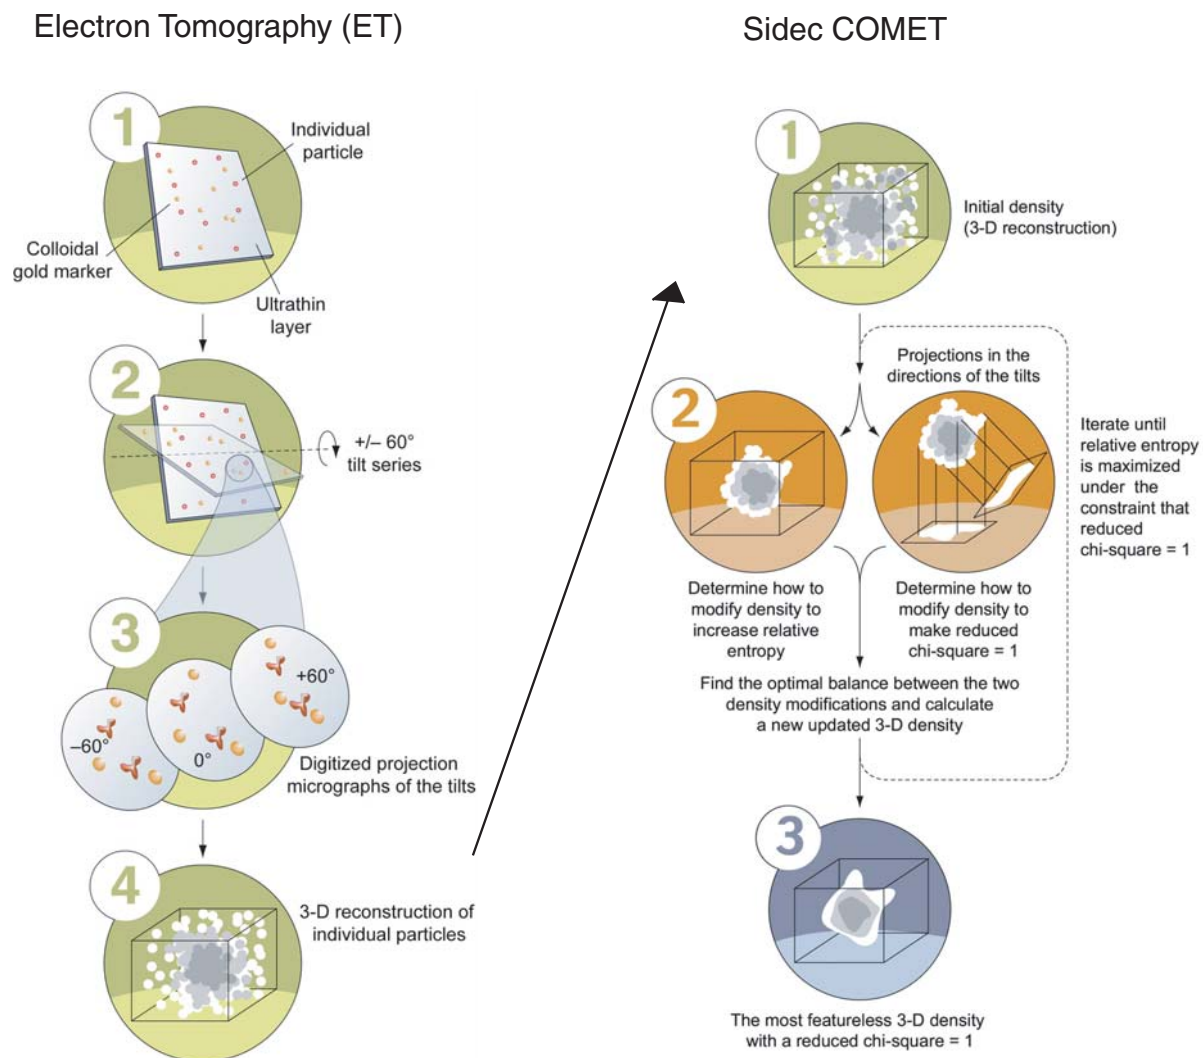 Electron Tomography (ET)
1
Individual
particle
Colloidal
gold marker
Ultrathin
layer
2
+/– 60°
tilt series
3
+60°
–60°
0°
Digitized projection
micrographs of the tilts
4
3-D reconstruction of
individual particles
Sidec COMET
1
Initial density
(3-D reconstruction)
Projections in the
directions of the tilts
2
Iterate until
relative entropy
is maximized
under the
constraint that
reduced
chi-square = 1
Determine how to
modify density to
increase relative
entropy
Determine how to
modify density to
make reduced
chi-square = 1
Find the optimal balance between the two
density modifications and calculate
a new updated 3-D density
3
The most featureless 3-D density
with a reduced chi-square = 1